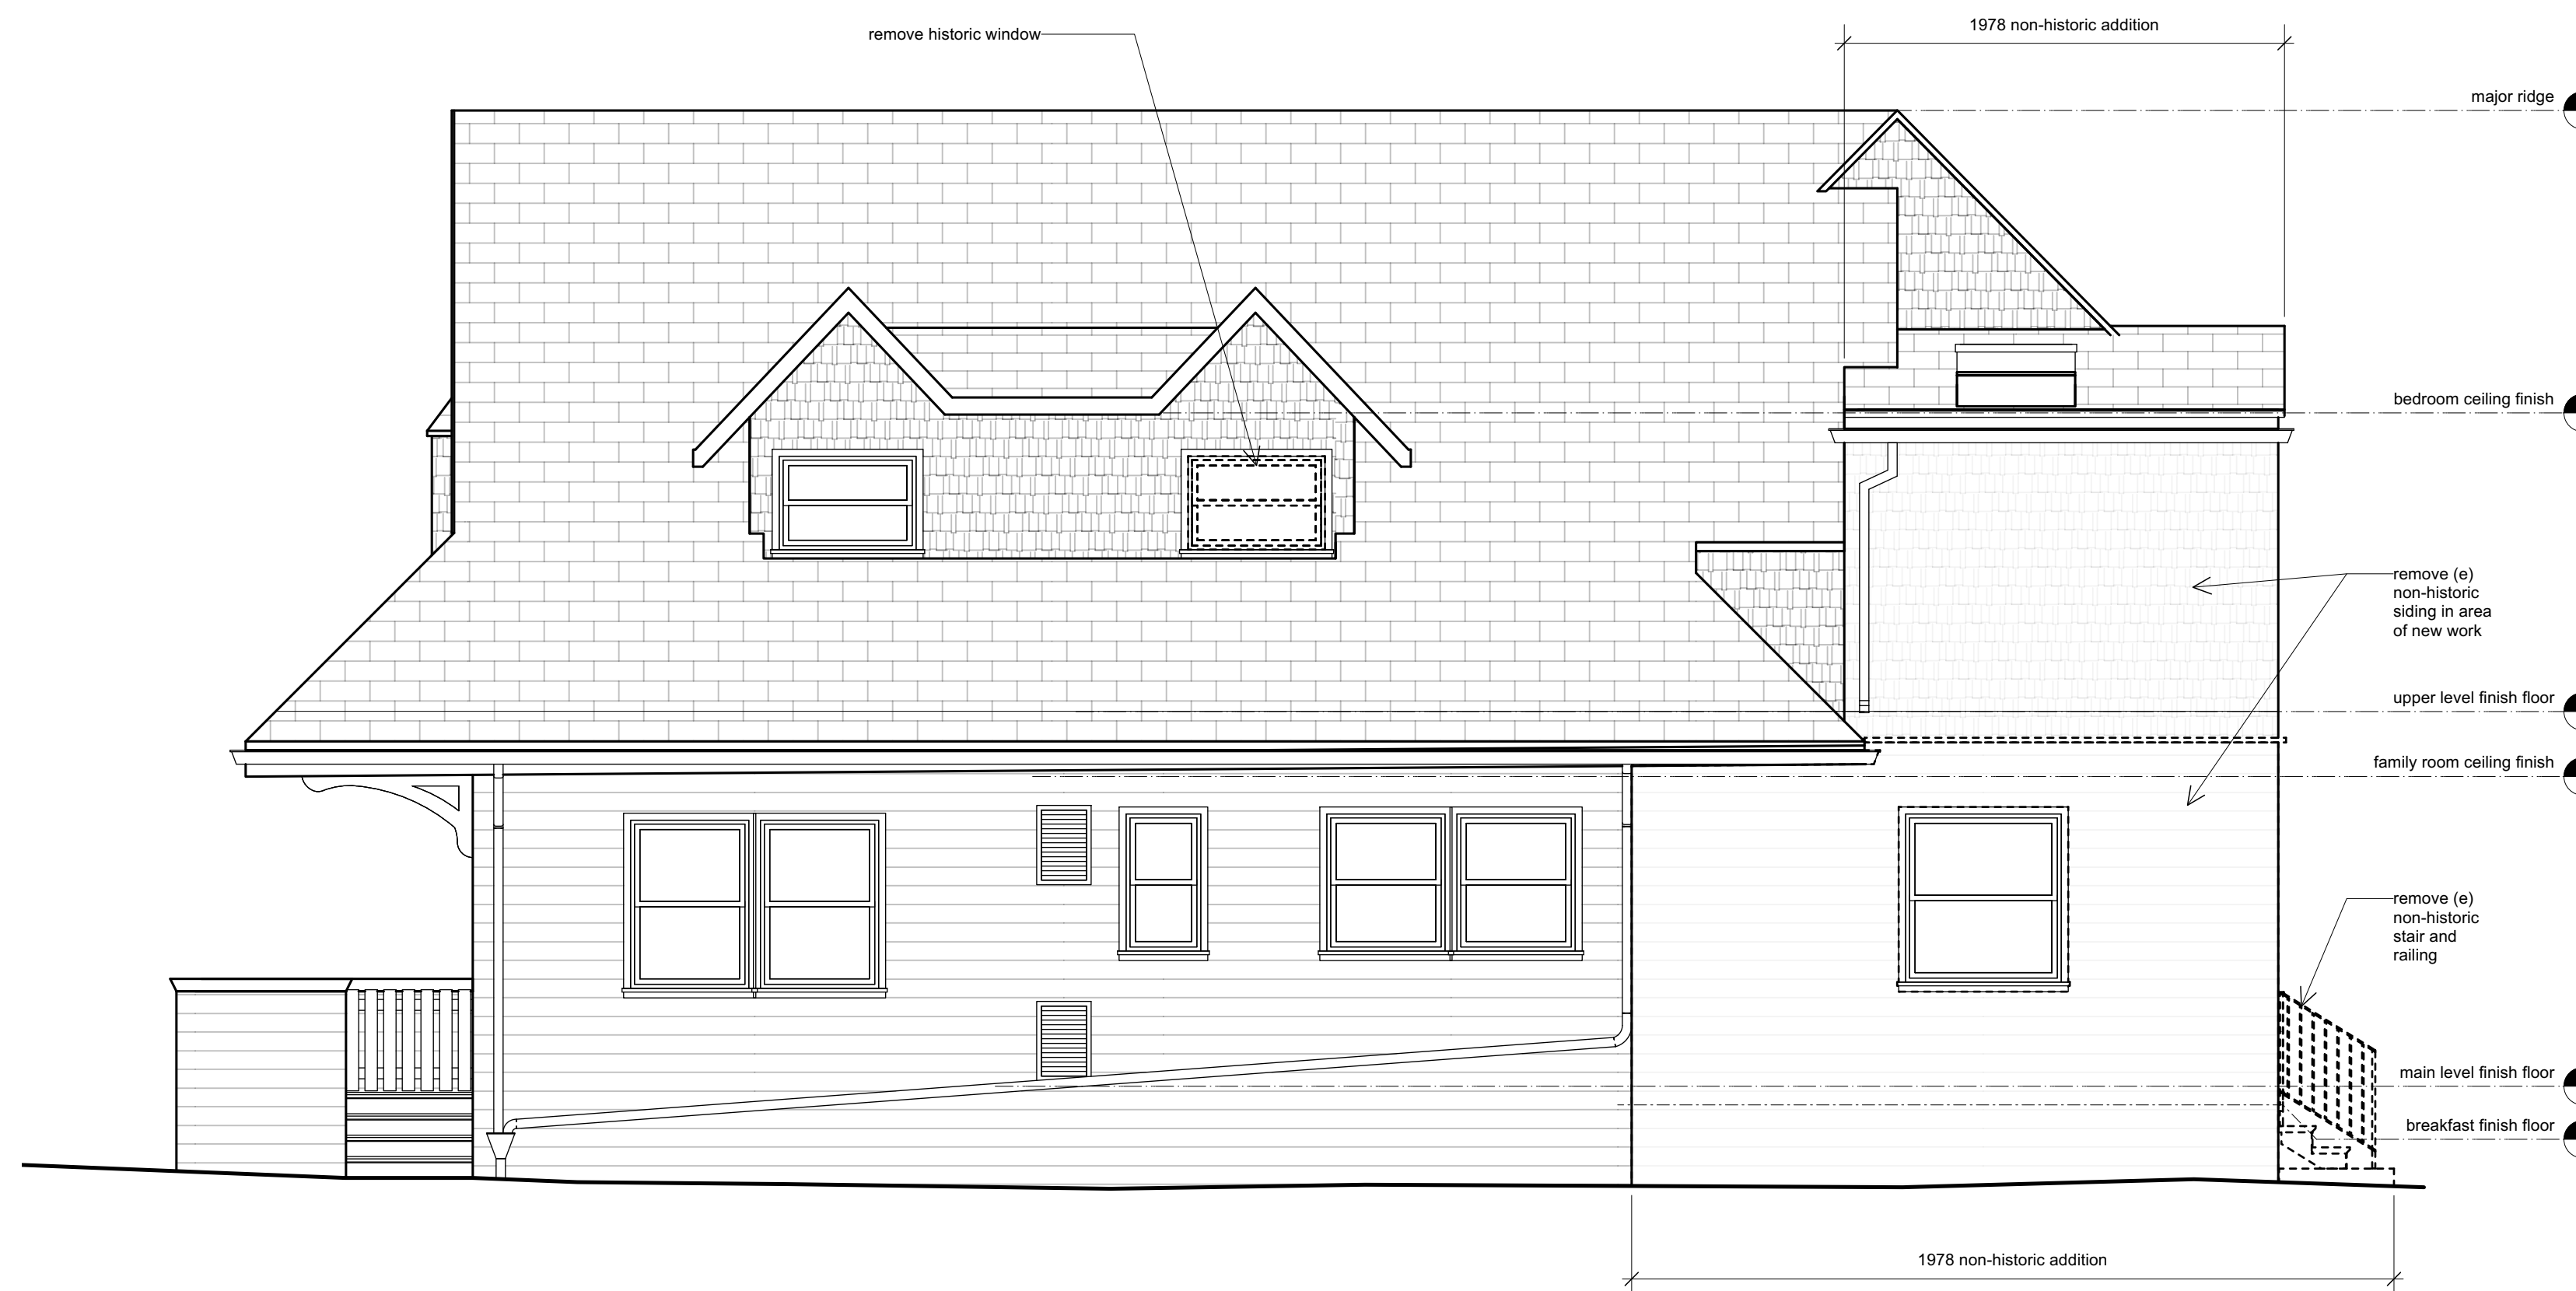 1978 non-historic addition
remove historic window
major ridge
bedroom ceiling finish
remove (e)
non-historic
siding in area
of new work
upper level finish floor
family room ceiling finish
remove (e)
non-historic
stair and
railing
main level finish floor
breakfast finish floor
1978 non-historic addition